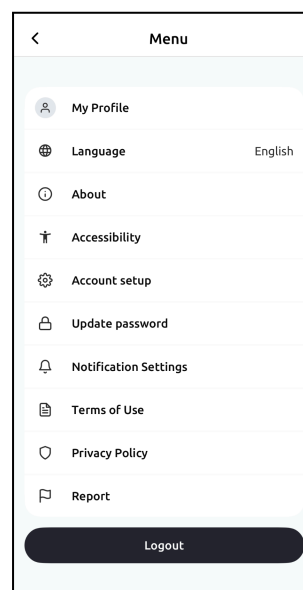 Menu
My Profile
Language English
About
Accessibility
Account setup
Update password
Notification Settings
Terms of Use
Privacy Policy
Report
Logout